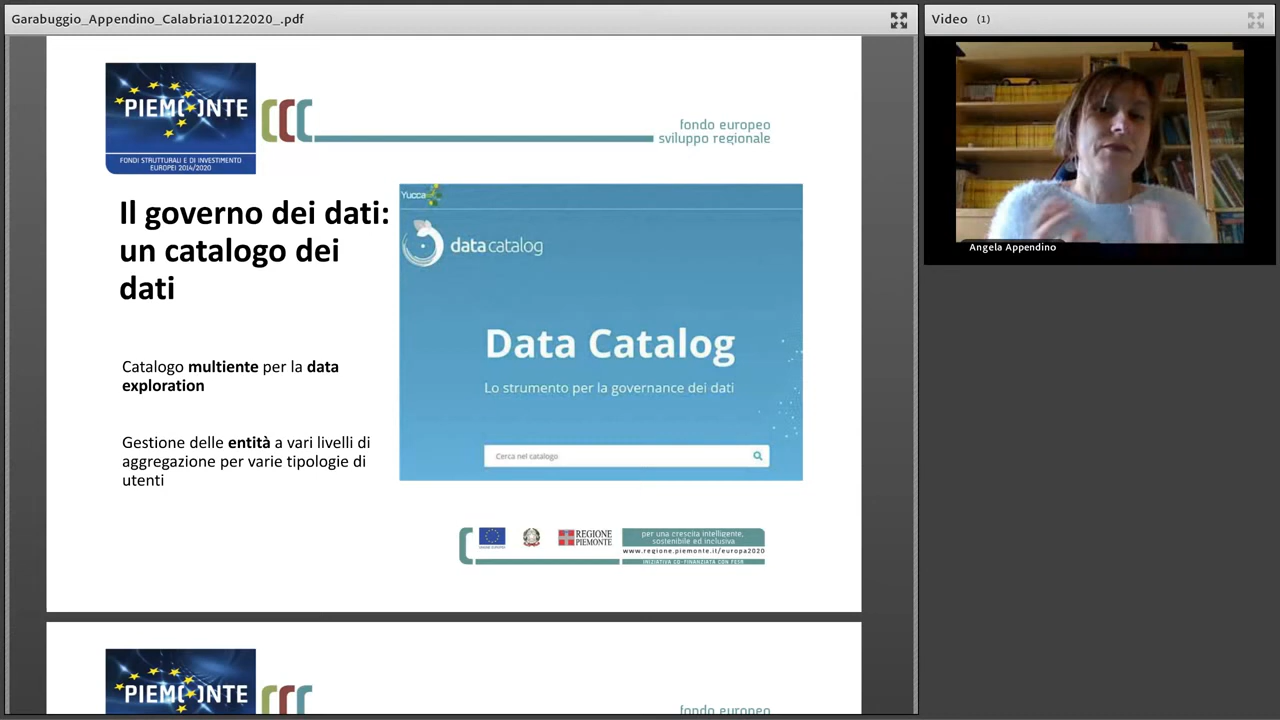 Garabuggio_Appendino_Calabria10122020_.pdf
Video (1)
PIEMONTE
FONDI STRUTTURALI E DI INVESTIMENTO
EUROPEI 2014/2020
fondo europeo
sviluppo regionale
Il governo dei dati:
un catalogo dei
dati
Catalogo multiente per la data
exploration
Gestione delle entità a vari livelli di
aggregazione per varie tipologie di
utenti
Yucca
data catalog
Data Catalog
Lo strumento per la governance dei dati
Cerca nel catalogo
REGIONE
PIEMONTE
per una crescita intelligente,
sostenibile ed inclusiva
www.regione.piemonte.it/europa2020
INIZIATIVA CO-FINANZIATA CON FESR
Angela Appendino
PIEMONTE
fondo europeo